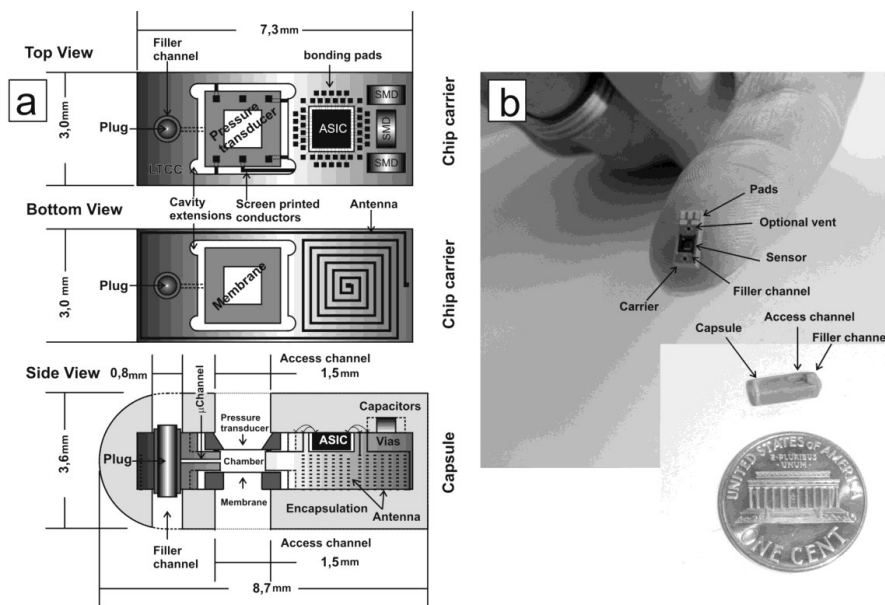 a
Top View
Filler
channel
7,3mm
bonding pads
3,0mm
Plug
Pressure
transducer
ASIC
SMD
SMD
SMD
LTCC
Chip carrier
Cavity
extensions
Screen printed
conductors
Bottom View
Antenna
3,0 mm
Plug
Membrane
Chip carrier
Side View
0,8mm
µChannel
Access channel
1,5mm
Capacitors
3,6mm
Pressure
transducer
Plug
Chamber
ASIC
Vias
Membrane
Encapsulation
Antenna
Capsule
Filler
channel
Access channel
1,5mm
8,7mm
b
Pads
Optional vent
Sensor
Filler channel
Carrier
Access channel
Capsule
Filler channel
UNITED STATES OF AMERICA
E·PLURIBUS
·UNUM·
ONE CENT